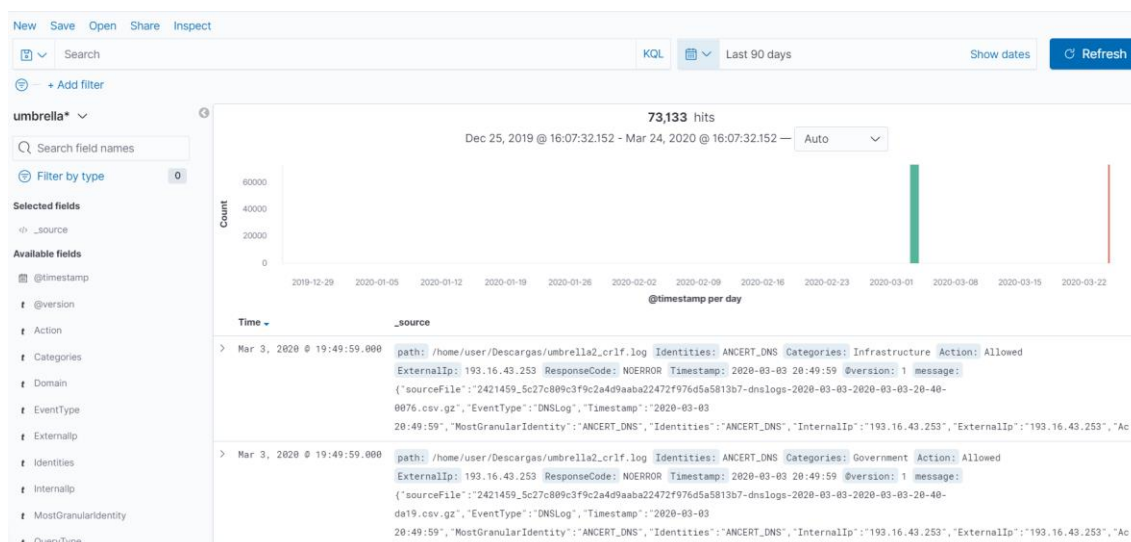 New Save Open Share Inspect
Search KQL Last 90 days Show dates Refresh
+ Add filter
umbrella*
Search field names
Filter by type 0
Selected fields
_source
Available fields
@timestamp
@version
Action
Categories
Domain
EventType
ExternalIp
Identities
InternalIp
MostGranularIdentity
QueryType
73,133 hits
Dec 25, 2019 @ 16:07:32.152 - Mar 24, 2020 @ 16:07:32.152 — Auto
Count
60000
40000
20000
0
2019-12-29 2020-01-05 2020-01-12 2020-01-19 2020-01-26 2020-02-02 2020-02-09 2020-02-16 2020-02-23 2020-03-01 2020-03-08 2020-03-15 2020-03-22
@timestamp per day
Time _source
Mar 3, 2020 @ 19:49:59.000 path: /home/user/Descargas/umbrella2_crlf.log Identities: ANCERT_DNS Categories: Infrastructure Action: Allowed
ExternalIp: 193.16.43.253 ResponseCode: NOERROR Timestamp: 2020-03-03 20:49:59 @version: 1 message:
{"sourceFile":"2421459_5c27c809c3f9c2a4d9aaba22472f976d5a5813b7-dnslogs-2020-03-03-2020-03-03-20-40-
0076.csv.gz","EventType":"DNSLog","Timestamp":"2020-03-03
20:49:59","MostGranularIdentity":"ANCERT_DNS","Identities":"ANCERT_DNS","InternalIp":"193.16.43.253","ExternalIp":"193.16.43.253","Ac
Mar 3, 2020 @ 19:49:59.000 path: /home/user/Descargas/umbrella2_crlf.log Identities: ANCERT_DNS Categories: Government Action: Allowed
ExternalIp: 193.16.43.253 ResponseCode: NOERROR Timestamp: 2020-03-03 20:49:59 @version: 1 message:
{"sourceFile":"2421459_5c27c809c3f9c2a4d9aaba22472f976d5a5813b7-dnslogs-2020-03-03-2020-03-03-20-40-
da19.csv.gz","EventType":"DNSLog","Timestamp":"2020-03-03
20:49:59","MostGranularIdentity":"ANCERT_DNS","Identities":"ANCERT_DNS","InternalIp":"193.16.43.253","ExternalIp":"193.16.43.253","Ac